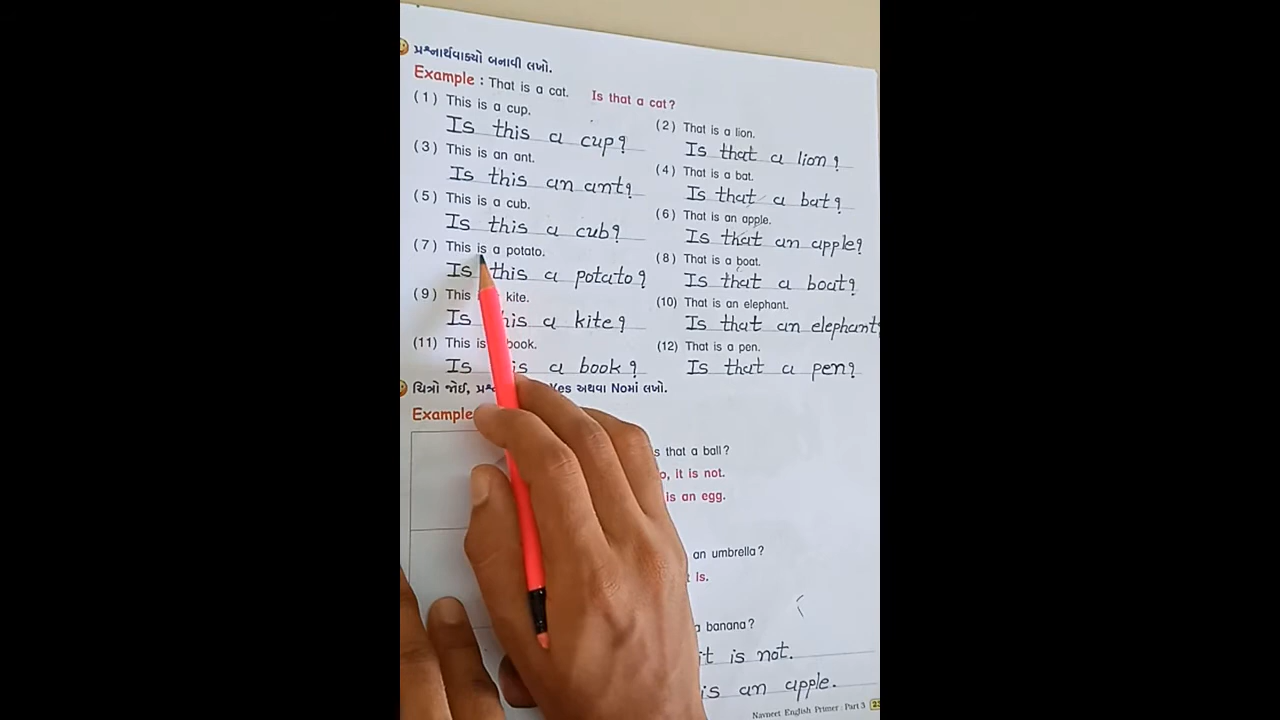 પ્રશ્નાર્થવાક્યો બનાવી લખો.
Example : That is a cat. Is that a cat?
(1) This is a cup.
Is this a cup?
(2) That is a lion.
Is that a lion?
(3) This is an ant.
Is this an ant?
(4) That is a bat.
Is that a bat?
(5) This is a cub.
Is this a cub?
(6) That is an apple.
Is that an apple?
(7) This is a potato.
Is this a potato?
(8) That is a boat.
Is that a boat?
(9) This kite.
Is this a kite?
(10) That is an elephant.
Is that an elephant?
(11) This is book.
Is is a book?
(12) That is a pen.
Is that a pen?
ચિત્રો જોઈ, Yes અથવા Noમાં લખો.
Example
that a ball?
it is not.
is an egg.
an umbrella?
is.
a banana?
it is not.
is an apple.
Navneet English Primer : Part 3